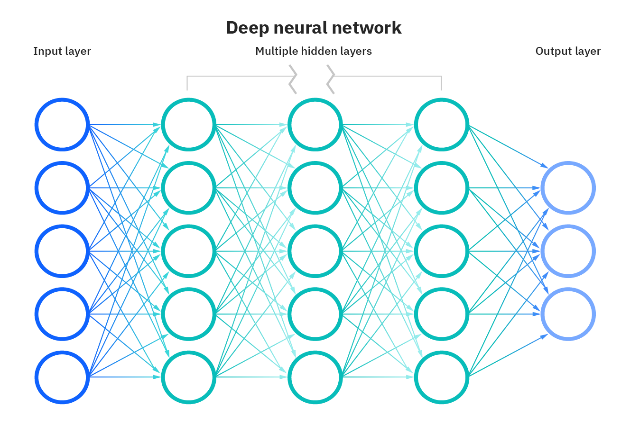 Deep neural network
Input layer
Multiple hidden layers
Output layer